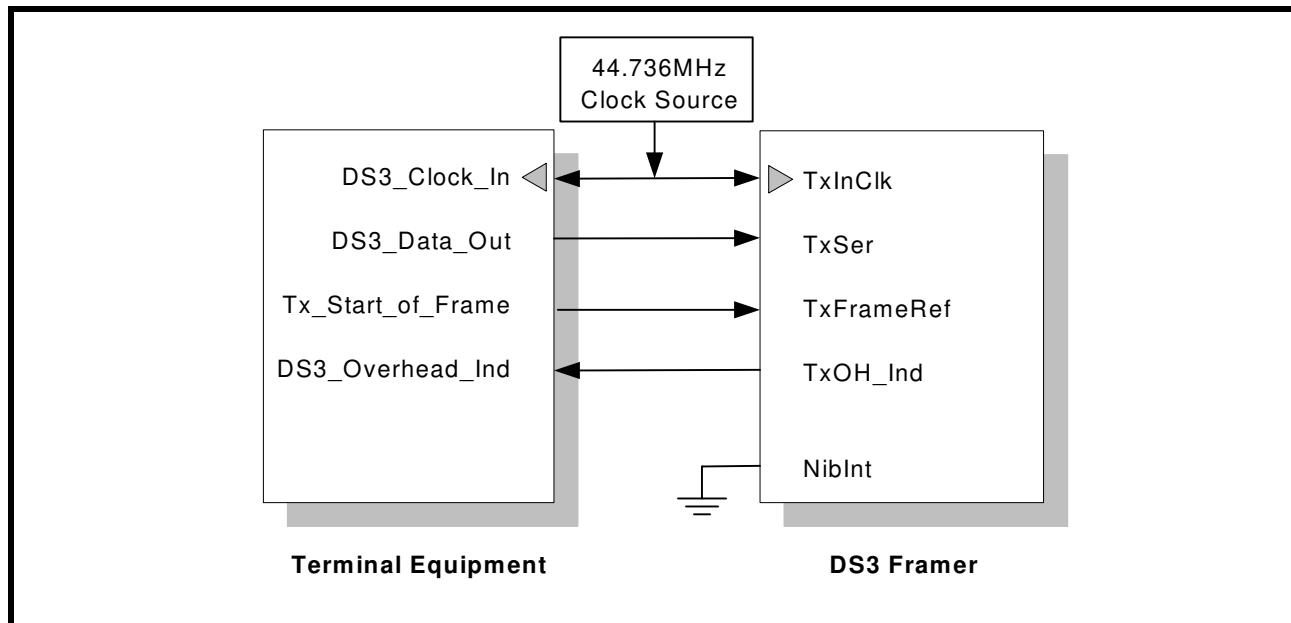 44.736MHz
Clock Source
DS3_Clock_In
TxInClk
DS3_Data_Out
TxSer
Tx_Start_of_Frame
TxFrameRef
DS3_Overhead_Ind
TxOH_Ind
NibInt
Terminal Equipment
DS3 Framer